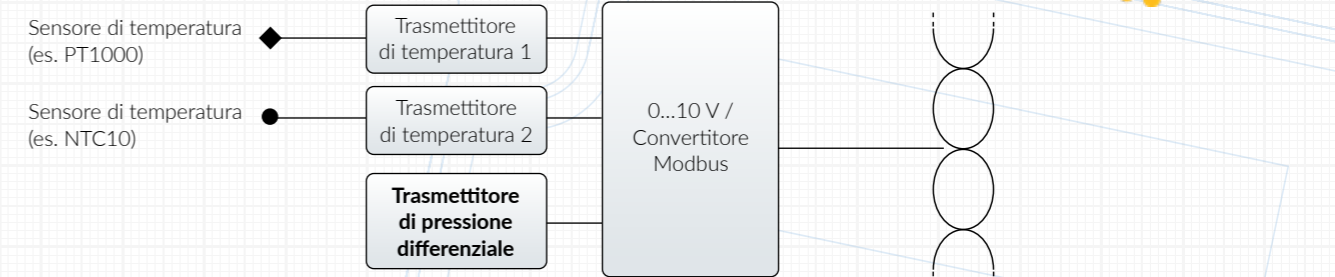 Sensore di temperatura
(es. PT1000)
Trasmettitore
di temperatura 1
Sensore di temperatura
(es. NTC10)
Trasmettitore
di temperatura 2
0...10 V /
Convertitore
Modbus
Trasmettitore
di pressione
differenziale